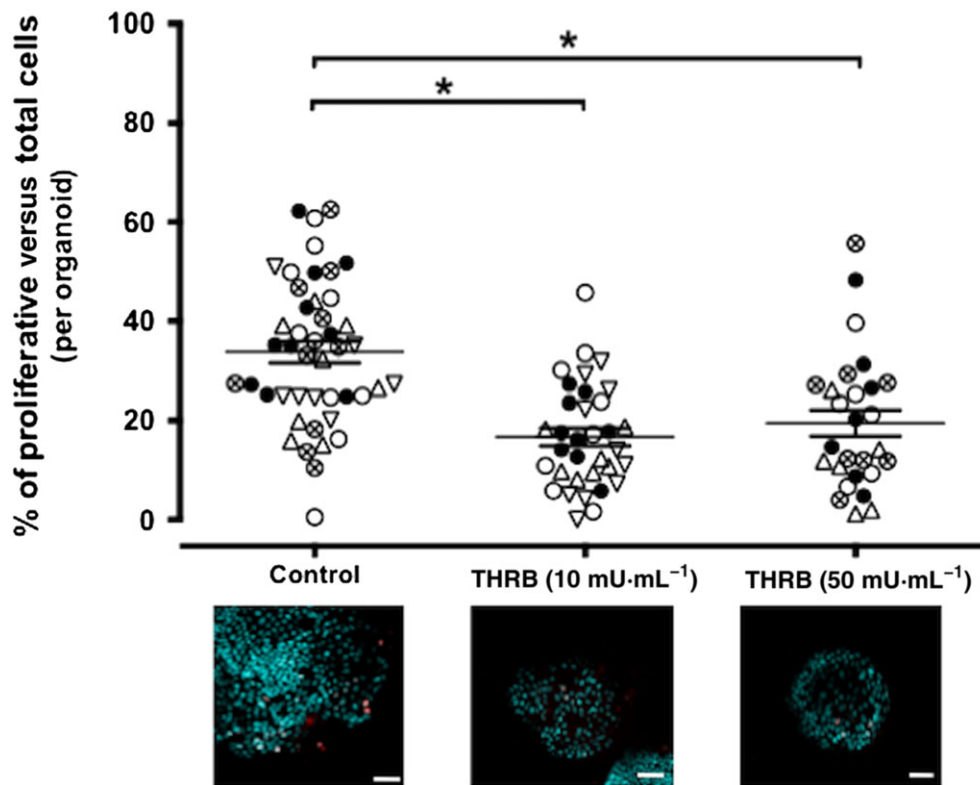 % of proliferative versus total cells
(per organoid)
100
80
60
40
20
0
*
*
Control
THRB (10 mU·mL⁻¹)
THRB (50 mU·mL⁻¹)